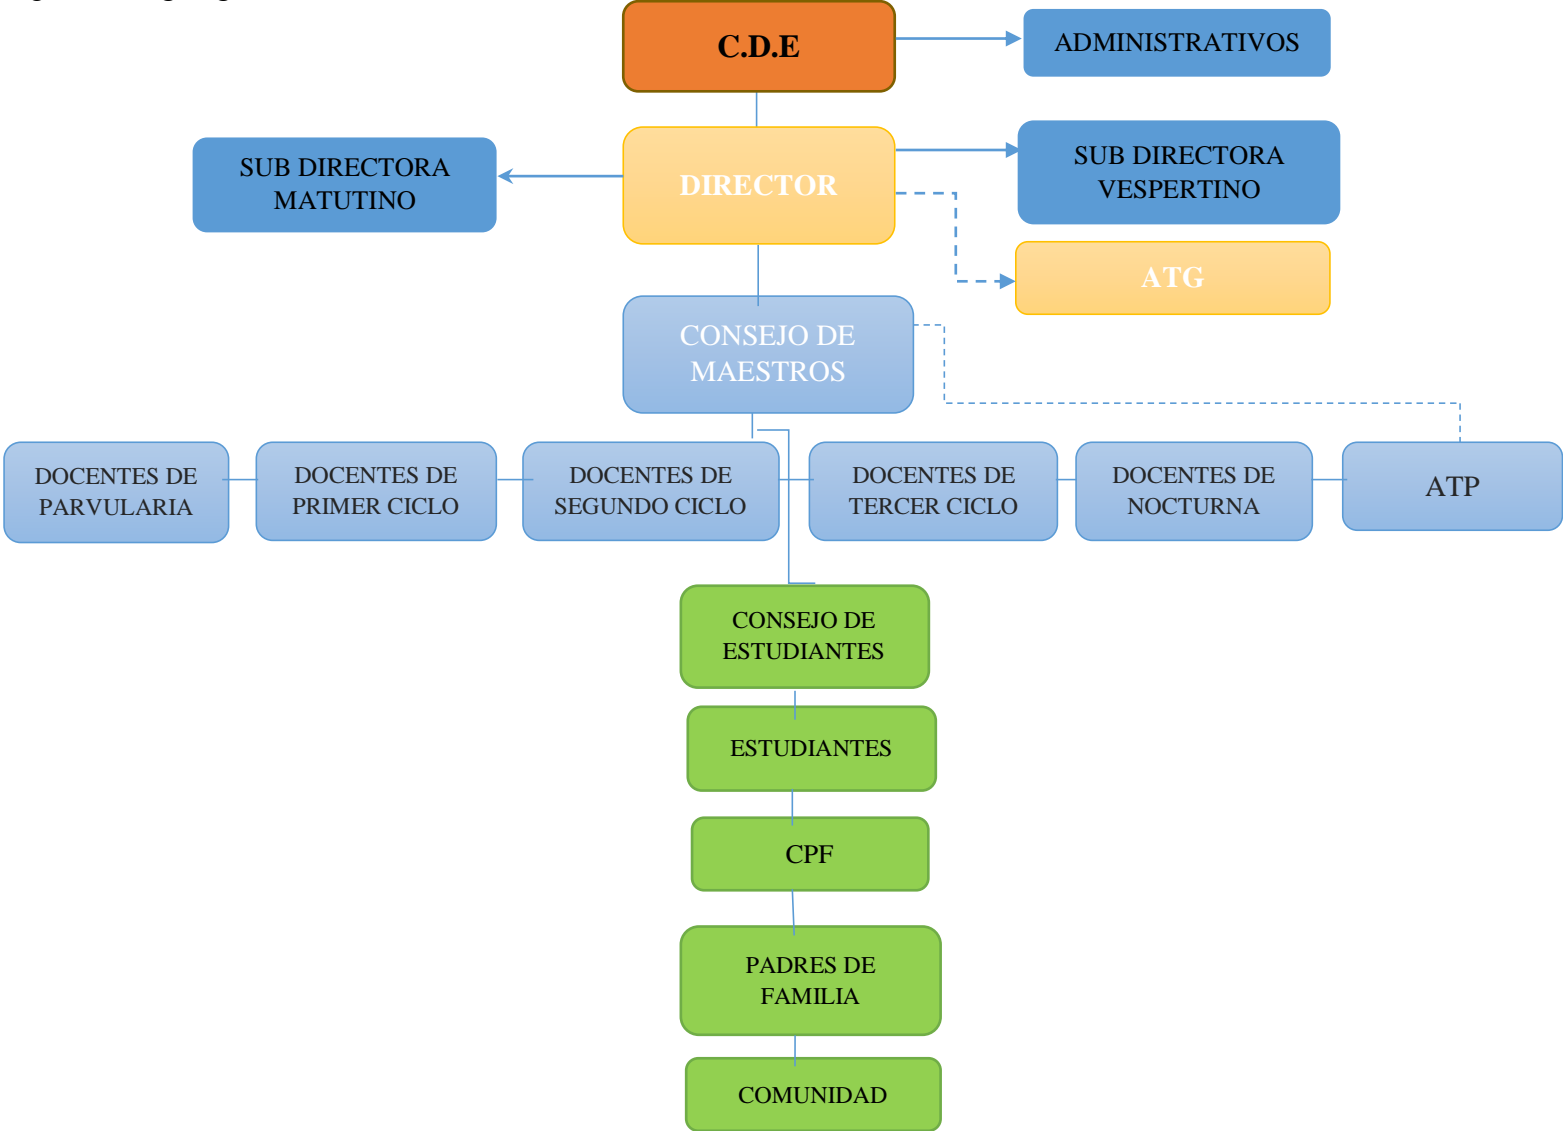 C.D.E
ADMINISTRATIVOS
SUB DIRECTORA
MATUTINO
DIRECTOR
SUB DIRECTORA
VESPERTINO
ATG
CONSEJO DE
MAESTROS
DOCENTES DE
PARVULARIA
DOCENTES DE
PRIMER CICLO
DOCENTES DE
SEGUNDO CICLO
DOCENTES DE
TERCER CICLO
DOCENTES DE
NOCTURNA
ATP
CONSEJO DE
ESTUDIANTES
ESTUDIANTES
CPF
PADRES DE
FAMILIA
COMUNIDAD